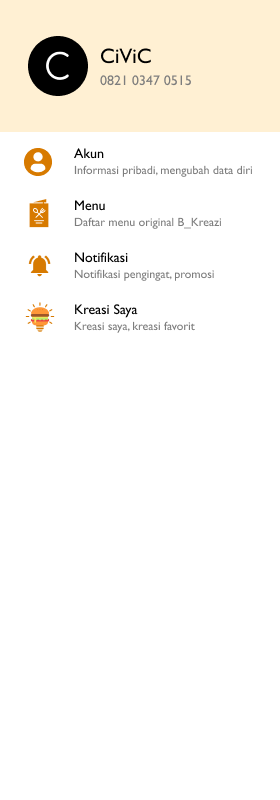 C
CiViC
0821 0347 0515
Akun
Informasi pribadi, mengubah data diri
Menu
Daftar menu original B_Kreazi
Notifikasi
Notifikasi pengingat, promosi
Kreasi Saya
Kreasi saya, kreasi favorit